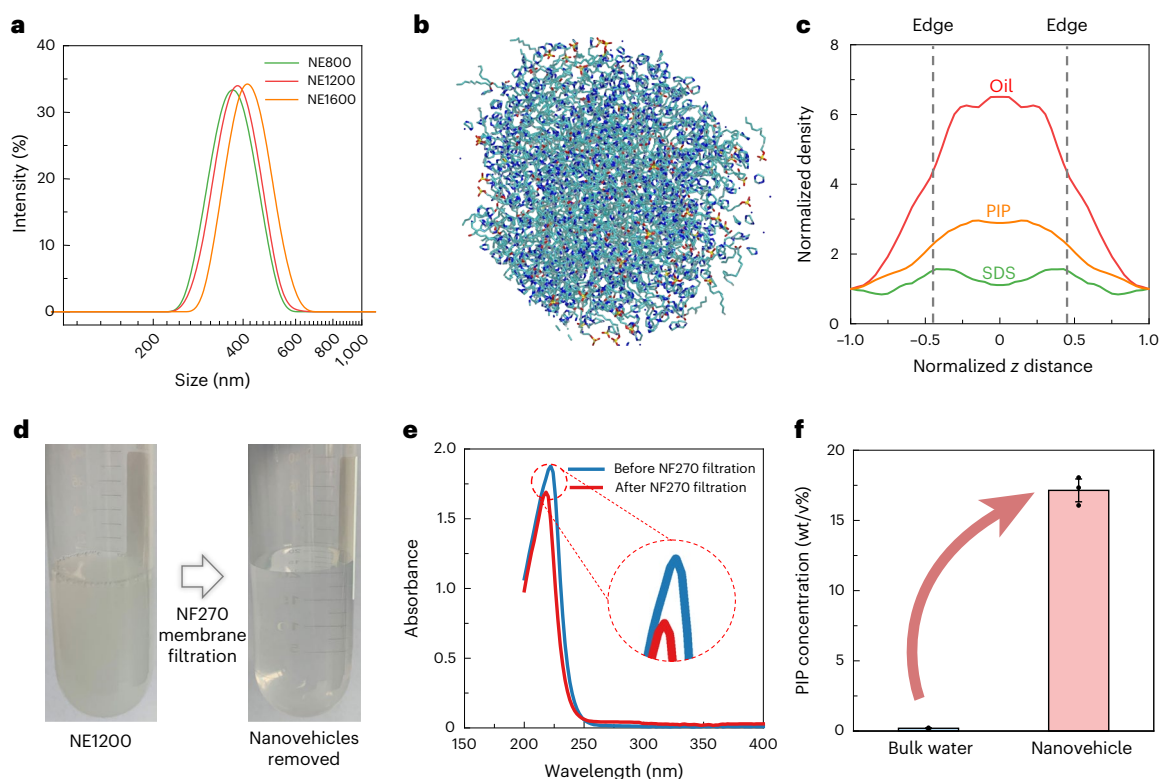 a
40
30
20
10
0
Intensity (%)
NE800
NE1200
NE1600
200
400
600
800
1,000
Size (nm)
b
c
Edge
Edge
8
6
4
2
0
Normalized density
Oil
PIP
SDS
–1.0
–0.5
0
0.5
1.0
Normalized z distance
d
NF270
membrane
filtration
NE1200
Nanovehicles
removed
e
2.0
1.5
1.0
0.5
0
Absorbance
Before NF270 filtration
After NF270 filtration
150
200
250
300
350
400
Wavelength (nm)
f
20
15
10
5
0
PIP concentration (wt/v%)
Bulk water
Nanovehicle